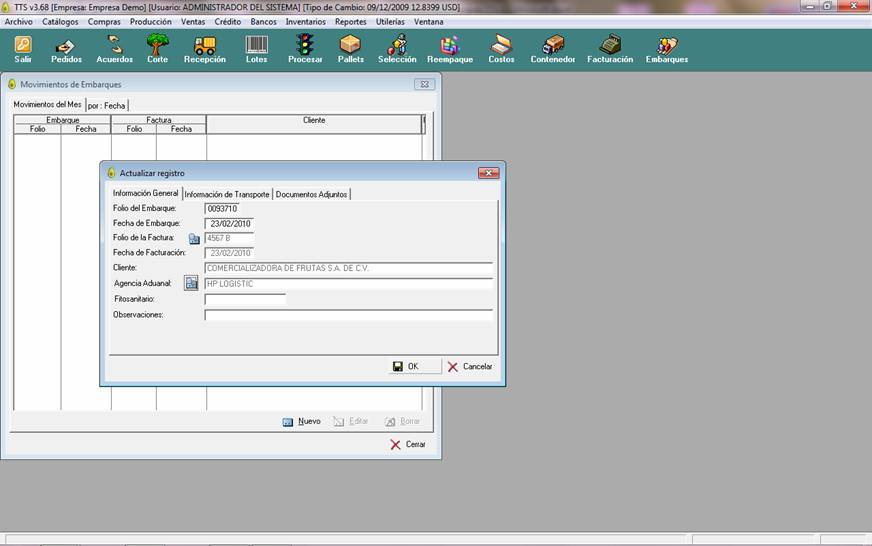 TTS v3.68 [Empresa: Empresa Demo] [Usuario: ADMINISTRADOR DEL SISTEMA] [Tipo de Cambio: 09/12/2009 12.8399 USD]
Archivo Catálogos Compras Producción Ventas Crédito Bancos Inventarios Reportes Utilerías Ventana
Salir Pedidos Acuerdos Corte Recepción Lotes Procesar Pallets Selección Reempaque Costos Contenedor Facturación Embarques
Movimientos de Embarques
Movimientos del Mes por : Fecha
Embarque Factura Cliente
Folio Fecha Folio Fecha
Actualizar registro
Información General Información de Transporte Documentos Adjuntos
Folio del Embarque: 0093710
Fecha de Embarque: 23/02/2010
Folio de la Factura: 4567 B
Fecha de Facturación: 23/02/2010
Cliente: COMERCIALIZADORA DE FRUTAS S.A. DE C.V.
Agencia Aduanal: HP LOGISTIC
Fitosanitario:
Observaciones:
OK Cancelar
Nuevo Editar Borrar
Cerrar